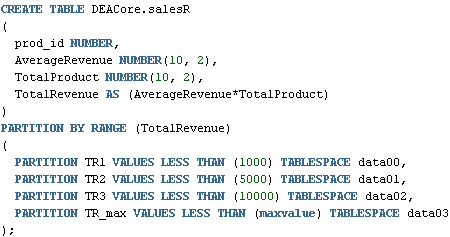 CREATE TABLE DEACore.salesR
(
prod_id NUMBER,
AverageRevenue NUMBER(10, 2),
TotalProduct NUMBER(10, 2),
TotalRevenue AS (AverageRevenue*TotalProduct)
)
PARTITION BY RANGE (TotalRevenue)
(
PARTITION TR1 VALUES LESS THAN (1000) TABLESPACE data00,
PARTITION TR2 VALUES LESS THAN (5000) TABLESPACE data01,
PARTITION TR3 VALUES LESS THAN (10000) TABLESPACE data02,
PARTITION TR_max VALUES LESS THAN (maxvalue) TABLESPACE data03
);